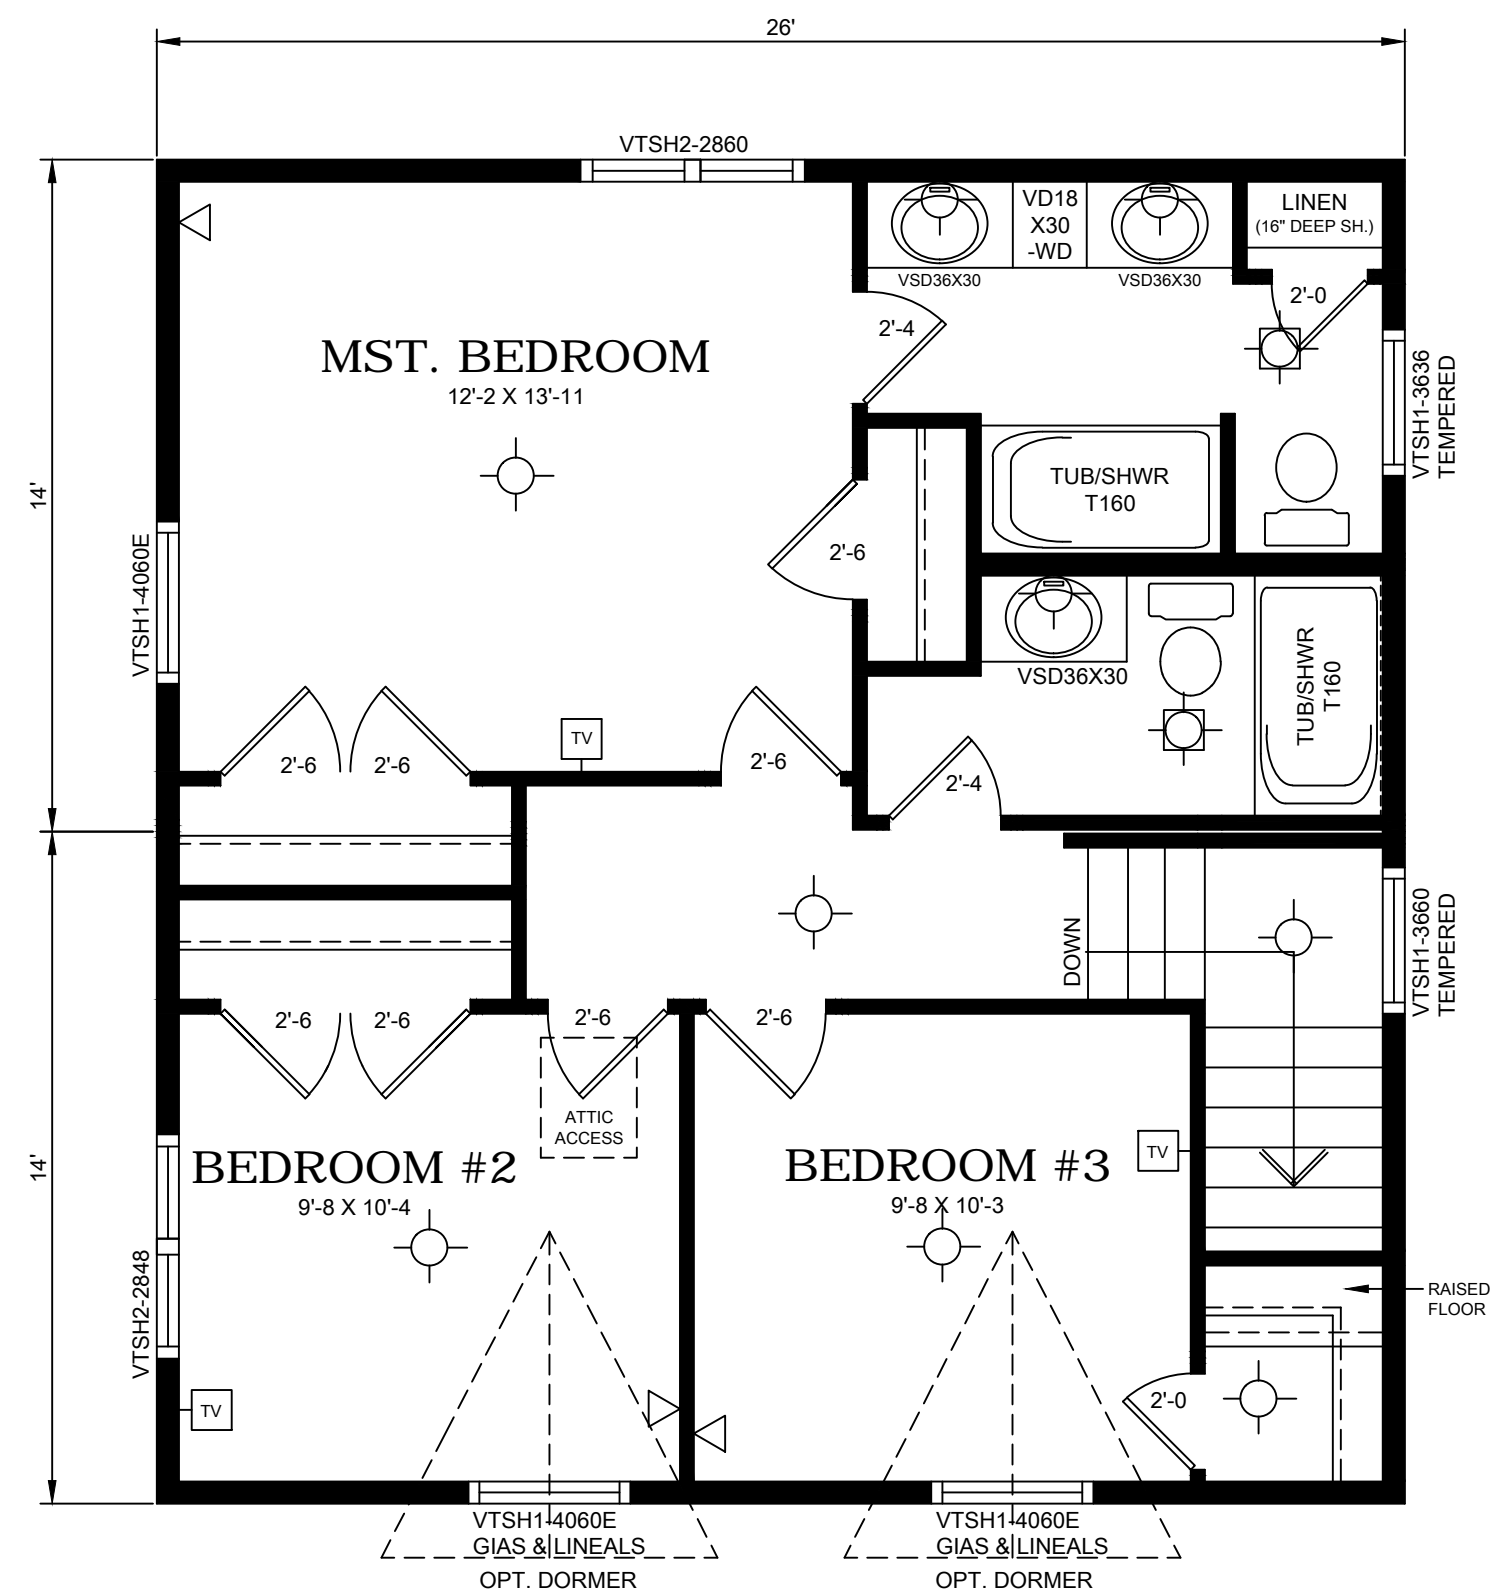 26'
VTSH2-2860
LINEN
(16" DEEP SH.)
VD18
X30
-WD
VSD36X30
VSD36X30
2'-0
2'-4
MST. BEDROOM
12'-2 X 13'-11
VTSH1-3636
TEMPERED
14'
TUB/SHWR
T160
2'-6
VTSH1-4060E
VSD36X30
TUB/SHWR
T160
TV
2'-6
2'-6
2'-6
2'-4
DOWN
VTSH1-3660
TEMPERED
2'-6
2'-6
2'-6
2'-6
ATTIC
ACCESS
14'
BEDROOM #2
9'-8 X 10'-4
BEDROOM #3
9'-8 X 10'-3
TV
VTSH2-2848
RAISED
FLOOR
TV
2'-0
VTSH1-4060E
GIAS & LINEALS
OPT. DORMER
VTSH1-4060E
GIAS & LINEALS
OPT. DORMER